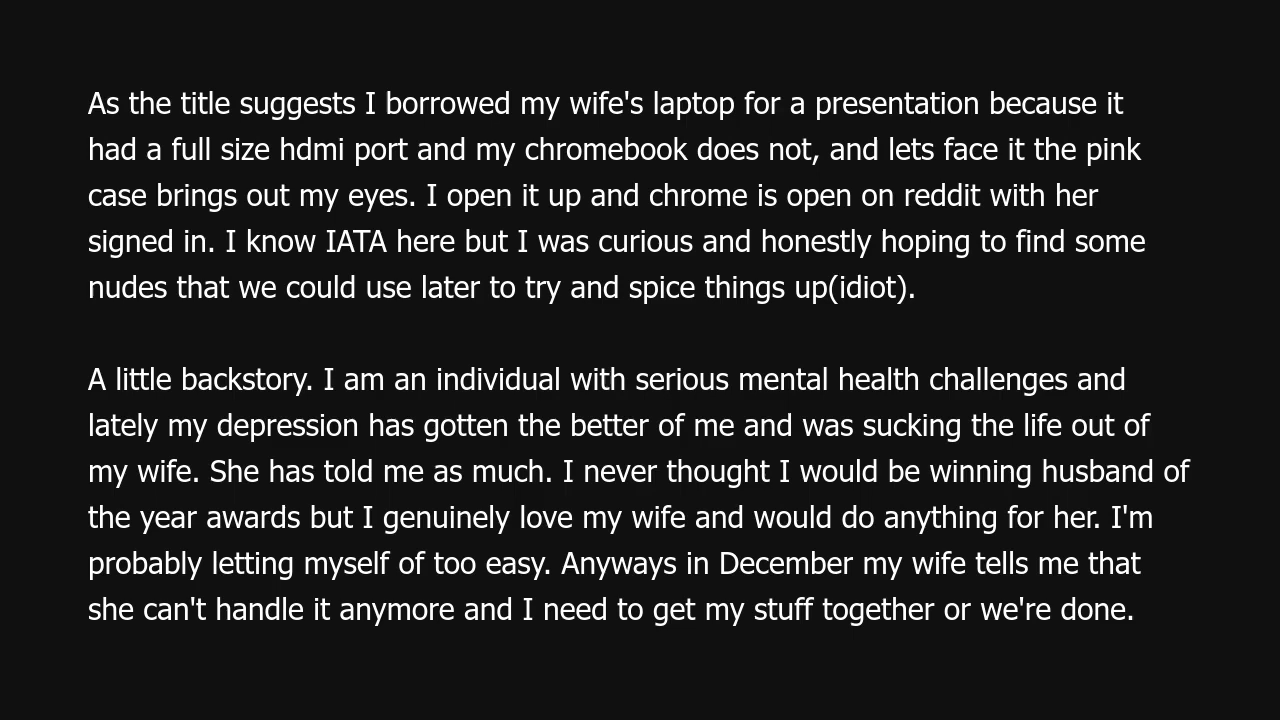 As the title suggests I borrowed my wife's laptop for a presentation because it
had a full size hdmi port and my chromebook does not, and lets face it the pink
case brings out my eyes. I open it up and chrome is open on reddit with her
signed in. I know IATA here but I was curious and honestly hoping to find some
nudes that we could use later to try and spice things up(idiot).
A little backstory. I am an individual with serious mental health challenges and
lately my depression has gotten the better of me and was sucking the life out of
my wife. She has told me as much. I never thought I would be winning husband of
the year awards but I genuinely love my wife and would do anything for her. I'm
probably letting myself of too easy. Anyways in December my wife tells me that
she can't handle it anymore and I need to get my stuff together or we're done.